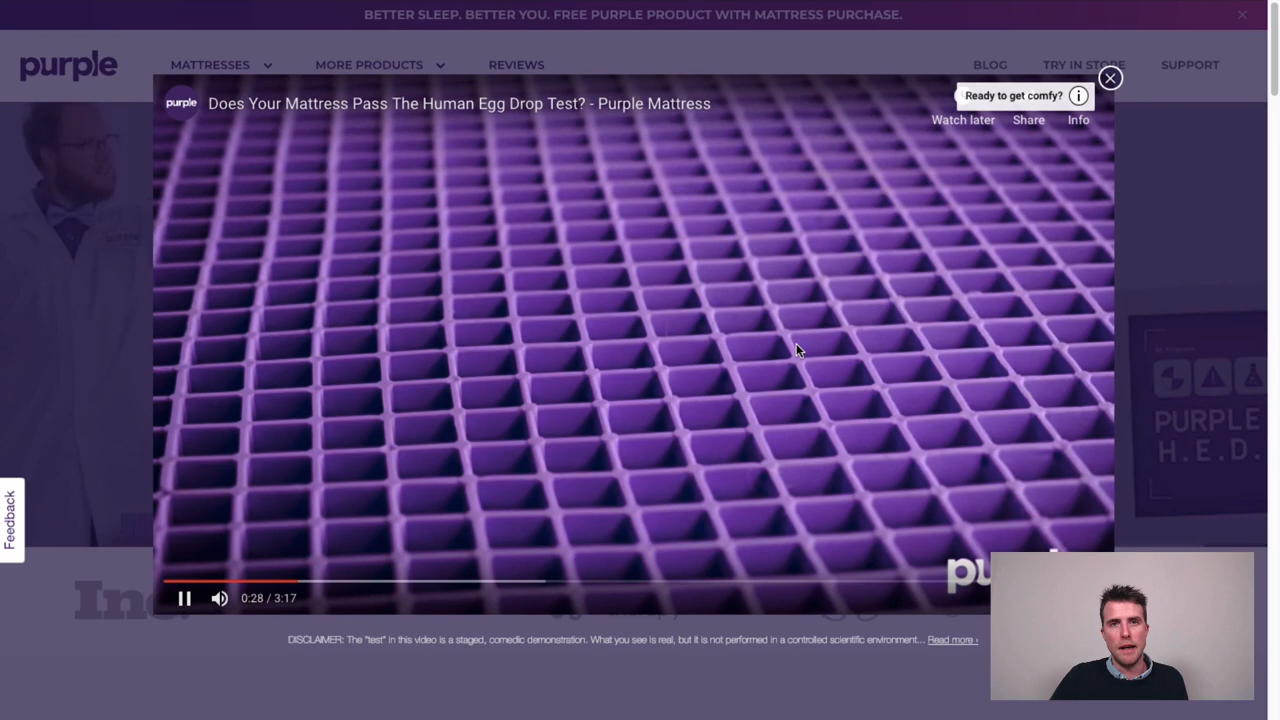 BETTER SLEEP. BETTER YOU. FREE PURPLE PRODUCT WITH MATTRESS PURCHASE.
purple
MATTRESSES
MORE PRODUCTS
REVIEWS
BLOG
TRY IN STORE
SUPPORT
purple
Does Your Mattress Pass The Human Egg Drop Test? - Purple Mattress
Ready to get comfy?
Watch later
Share
Info
PURPLE
H.E.D.
Feedback
0:28 / 3:17
DISCLAIMER: The "test" in this video is a staged, comedic demonstration. What you see is real, but it is not performed in a controlled scientific environment... Read more ›